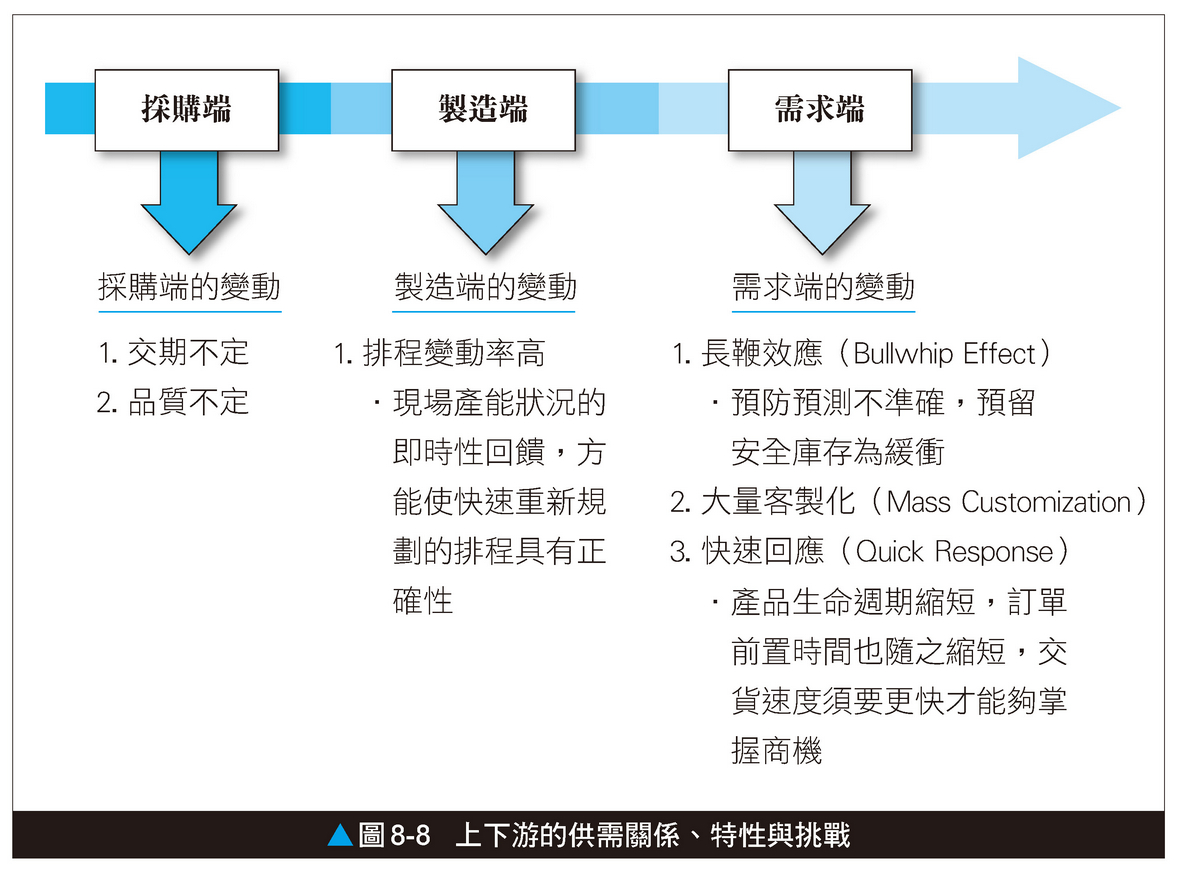 採購端
製造端
需求端
採購端的變動
1. 交期不定
2. 品質不定
製造端的變動
1. 排程變動率高
‧現場產能狀況的
即時性回饋，方
能使快速重新規
劃的排程具有正
確性
需求端的變動
1. 長鞭效應（Bullwhip Effect）
‧預防預測不準確，預留
安全庫存為緩衝
2. 大量客製化（Mass Customization）
3. 快速回應（Quick Response）
‧產品生命週期縮短，訂單
前置時間也隨之縮短，交
貨速度須要更快才能夠掌
握商機
▲圖8-8　上下游的供需關係、特性與挑戰